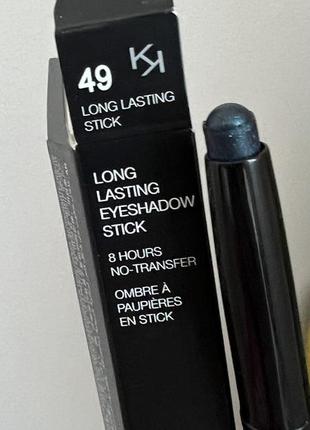 49
KK
LONG LASTING
STICK
LONG
LASTING
EYESHADOW
STICK
8 HOURS
NO-TRANSFER
OMBRE À
PAUPIÈRES
EN STICK